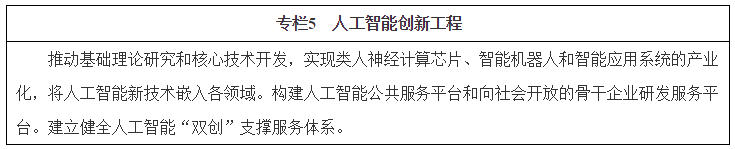 专栏5 人工智能创新工程
推动基础理论研究和核心技术开发，实现类人神经计算芯片、智能机器人和智能应用系统的产业
化，将人工智能新技术嵌入各领域。构建人工智能公共服务平台和向社会开放的骨干企业研发服务平
台。建立健全人工智能“双创”支撑服务体系。